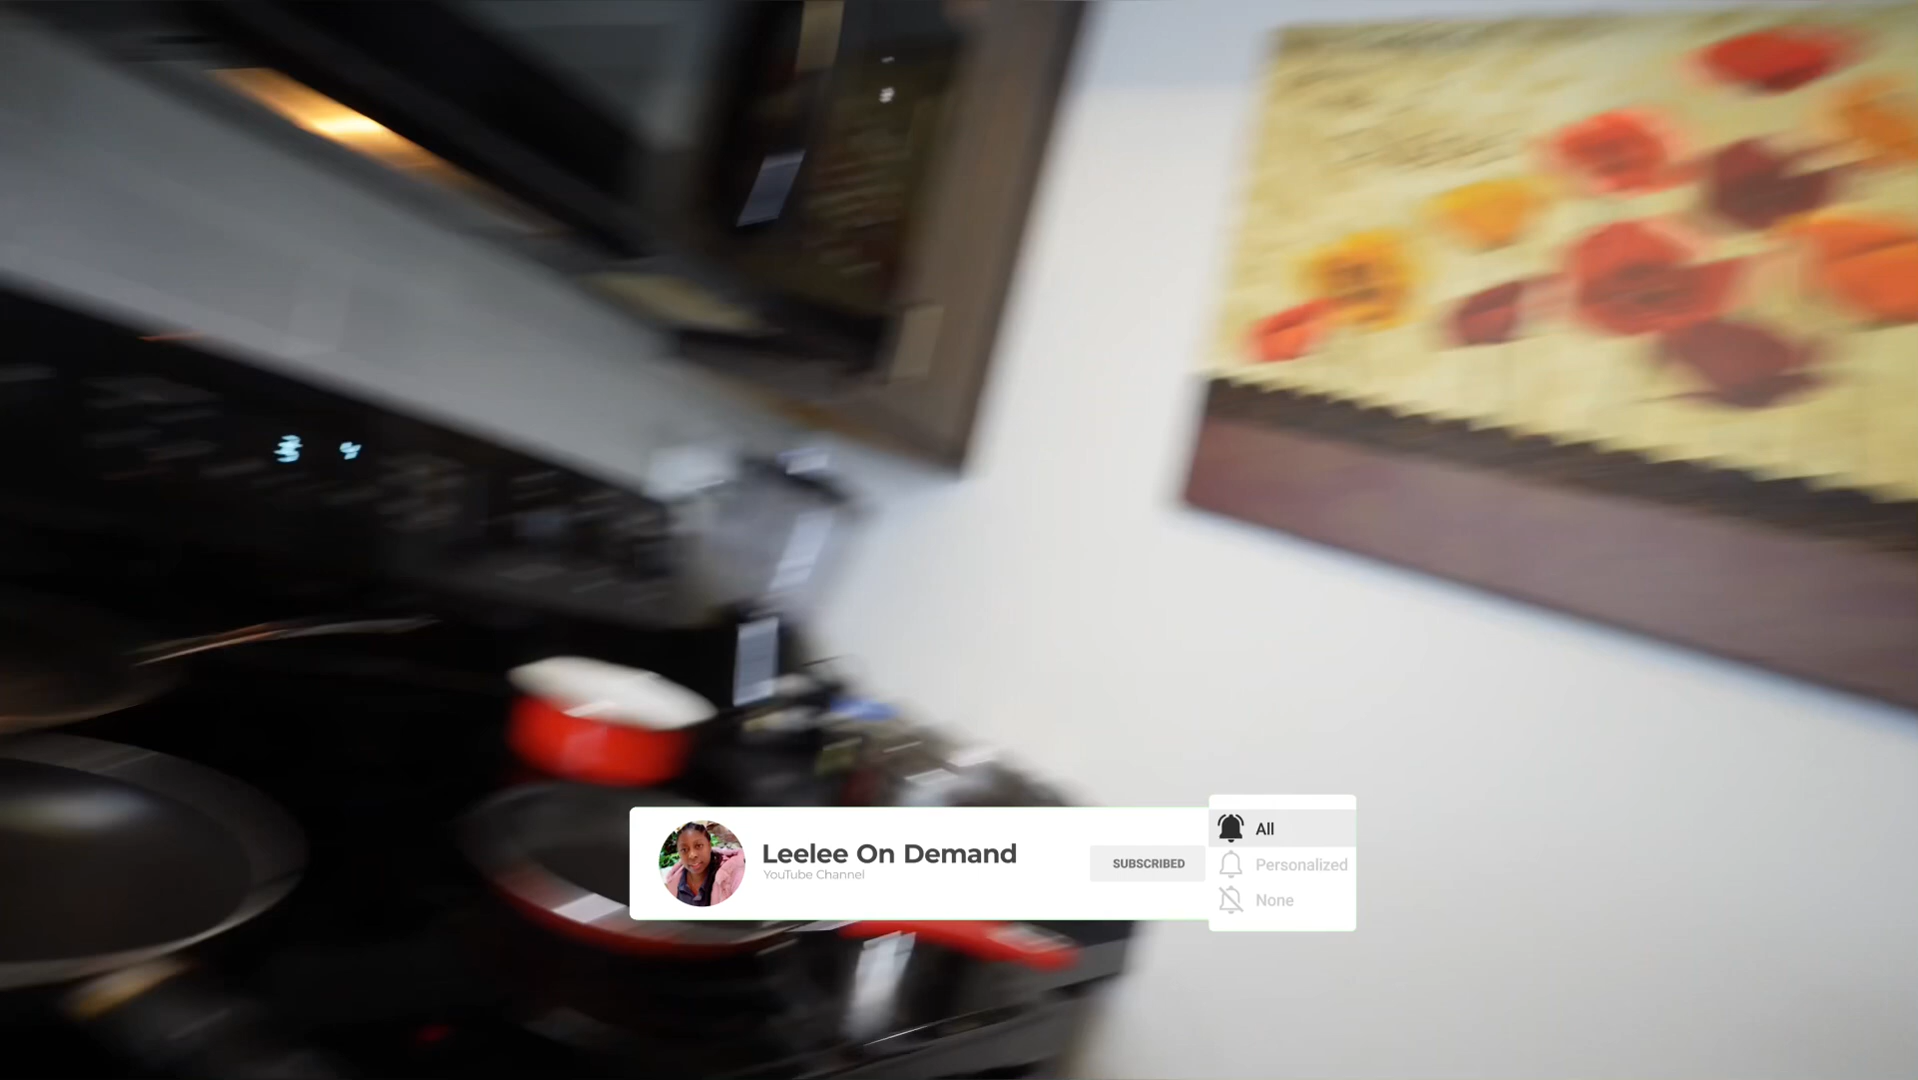 Leelee On Demand
YouTube Channel
SUBSCRIBED
All
Personalized
None